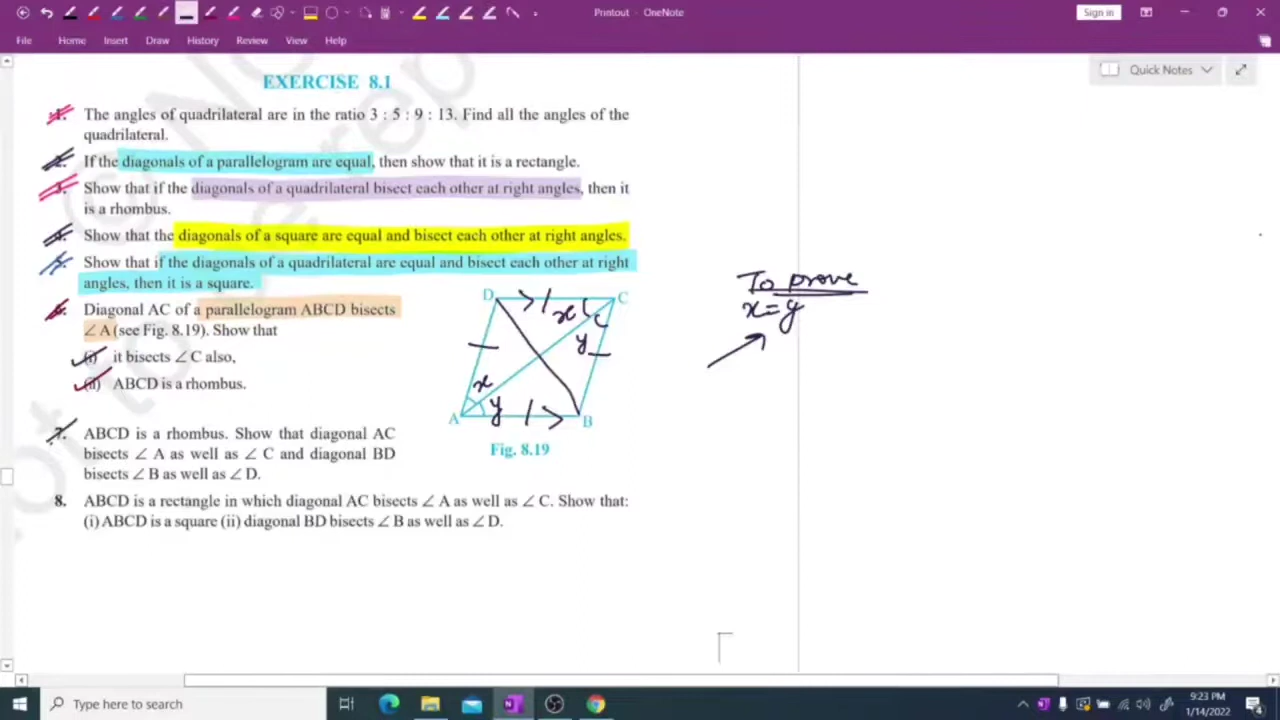 Printout - OneNote
Sign in
File Home Insert Draw History Review View Help
Quick Notes
EXERCISE 8.1
1. The angles of quadrilateral are in the ratio 3 : 5 : 9 : 13. Find all the angles of the
quadrilateral.
2. If the diagonals of a parallelogram are equal, then show that it is a rectangle.
3. Show that if the diagonals of a quadrilateral bisect each other at right angles, then it
is a rhombus.
4. Show that the diagonals of a square are equal and bisect each other at right angles.
5. Show that if the diagonals of a quadrilateral are equal and bisect each other at right
angles, then it is a square.
6. Diagonal AC of a parallelogram ABCD bisects
∠ A (see Fig. 8.19). Show that
(i) it bisects ∠ C also,
(ii) ABCD is a rhombus.
D C
x
y
x
y
A B
Fig. 8.19
To prove
x = y
7. ABCD is a rhombus. Show that diagonal AC
bisects ∠ A as well as ∠ C and diagonal BD
bisects ∠ B as well as ∠ D.
8. ABCD is a rectangle in which diagonal AC bisects ∠ A as well as ∠ C. Show that:
(i) ABCD is a square (ii) diagonal BD bisects ∠ B as well as ∠ D.
Type here to search
9:23 PM
1/14/2022